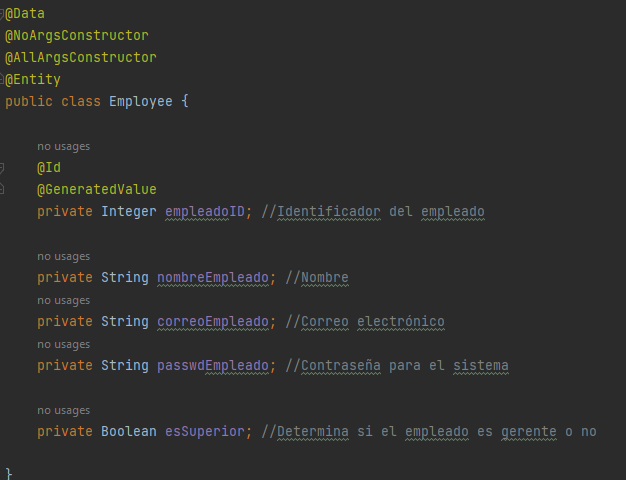 @Data
@NoArgsConstructor
@AllArgsConstructor
@Entity
public class Employee {
no usages
@Id
@GeneratedValue
private Integer empleadoID; //Identificador del empleado
no usages
private String nombreEmpleado; //Nombre
no usages
private String correoEmpleado; //Correo electrónico
no usages
private String passwdEmpleado; //Contraseña para el sistema
no usages
private Boolean esSuperior; //Determina si el empleado es gerente o no
}